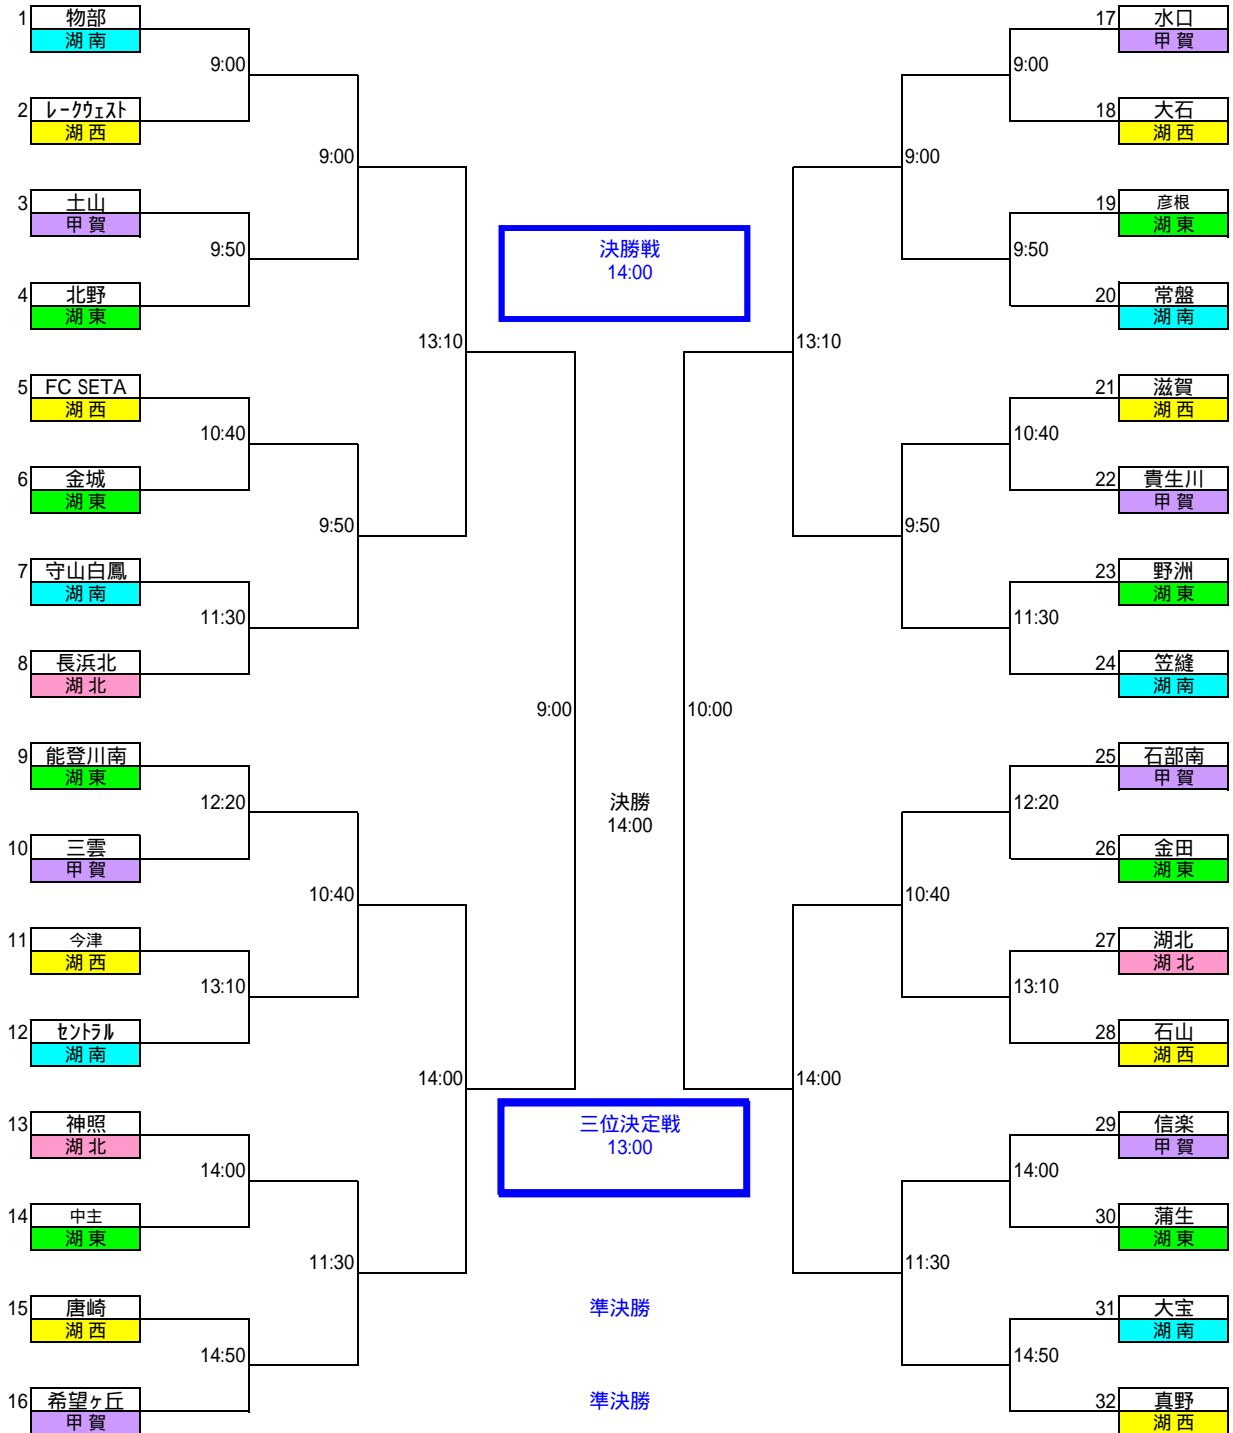 1 物部
湖南
9:00
2 レークウェスト
湖西
9:00
3 土山
甲賀
9:50
4 北野
湖東
13:10
5 FC SETA
湖西
10:40
6 金城
湖東
9:50
7 守山白鳳
湖南
11:30
8 長浜北
湖北
9:00
9 能登川南
湖東
12:20
10 三雲
甲賀
10:40
11 今津
湖西
13:10
12 セントラル
湖南
14:00
13 神照
湖北
14:00
14 中主
湖東
11:30
15 唐崎
湖西
14:50
16 希望ヶ丘
甲賀
決勝戦
14:00
決勝
14:00
三位決定戦
13:00
準決勝
準決勝
17 水口
甲賀
9:00
18 大石
湖西
9:00
19 彦根
湖東
9:50
20 常盤
湖南
13:10
21 滋賀
湖西
10:40
22 貴生川
甲賀
9:50
23 野洲
湖東
11:30
24 笠縫
湖南
10:00
25 石部南
甲賀
12:20
26 金田
湖東
10:40
27 湖北
湖北
13:10
28 石山
湖西
14:00
29 信楽
甲賀
14:00
30 蒲生
湖東
11:30
31 大宝
湖南
14:50
32 真野
湖西